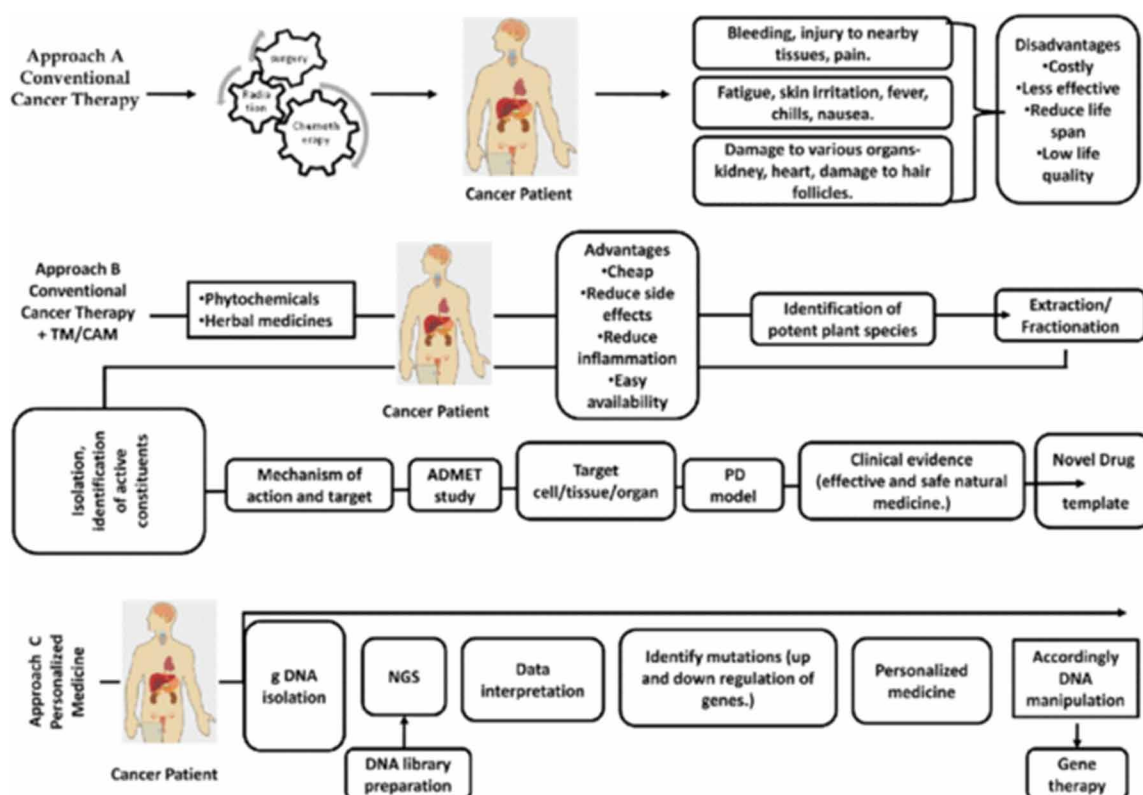 Approach A
Conventional
Cancer Therapy
surgery
Radia
tion
Chemoth
erapy
Cancer Patient
Bleeding, injury to nearby
tissues, pain.
Fatigue, skin irritation, fever,
chills, nausea.
Damage to various organs-
kidney, heart, damage to hair
follicles.
Disadvantages
•Costly
•Less effective
•Reduce life
span
•Low life
quality
Approach B
Conventional
Cancer Therapy
+ TM/CAM
•Phytochemicals
•Herbal medicines
Cancer Patient
Advantages
•Cheap
•Reduce side
effects
•Reduce
inflammation
•Easy
availability
Identification of
potent plant species
Extraction/
Fractionation
Isolation,
identification
of active
constituents
Mechanism of
action and target
ADMET
study
Target
cell/tissue/organ
PD
model
Clinical evidence
(effective and safe natural
medicine.)
Novel Drug
template
Approach C
Personalized
Medicine
Cancer Patient
g DNA
isolation
NGS
DNA library
preparation
Data
interpretation
Identify mutations (up
and down regulation of
genes.)
Personalized
medicine
Accordingly
DNA
manipulation
Gene
therapy